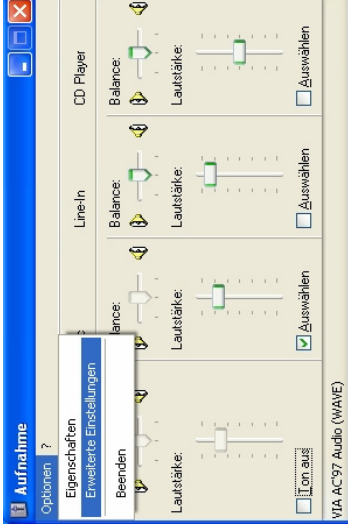 Aufnahme
Optionen ?
Eigenschaften
Erweiterte Einstellungen
Beenden
Line-In
CD Player
Balance:
Balance:
Lautstärke:
Lautstärke:
Lautstärke:
Lautstärke:
Ton aus
Auswählen
Auswählen
Auswählen
VIA AC'97 Audio (WAVE)